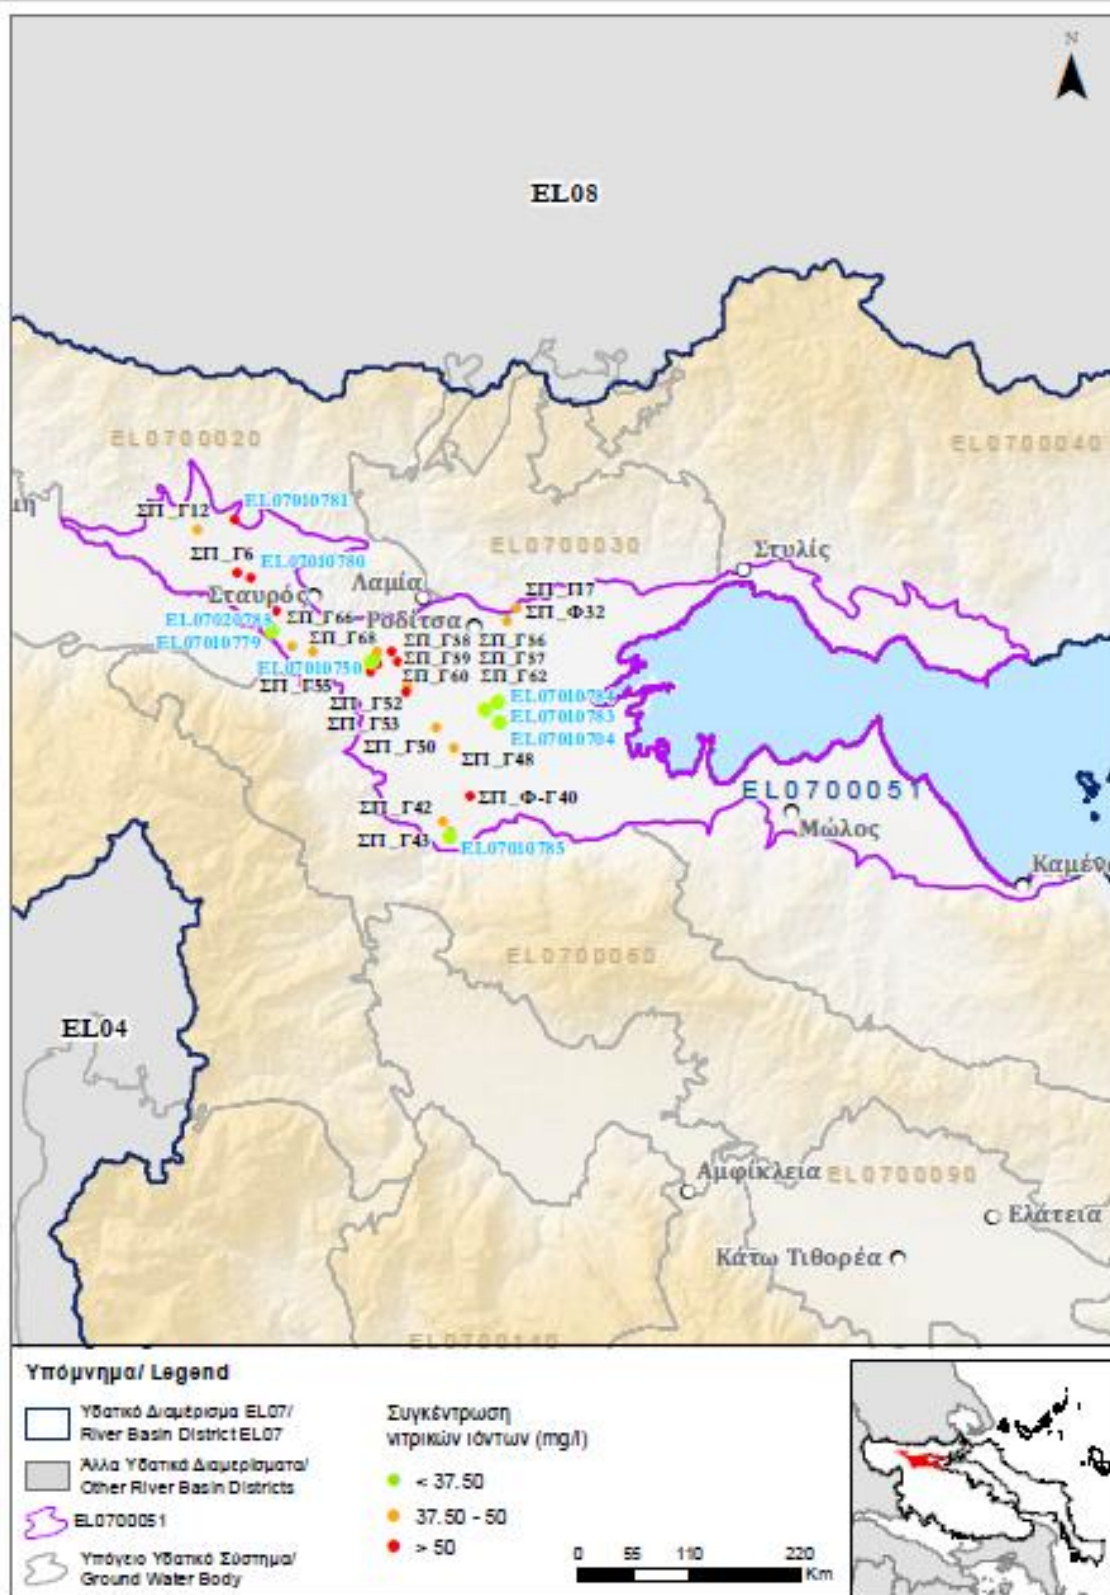 N
EL08
EL0700020
EL0700040
EL07010781
ΣΠ_Γ12
EL0700030
ΣΠ_Γ6
EL07010780
Στυλίς
Λαμία
Σταυρός
ΣΠ_Π7
ΣΠ_Φ32
ΣΠ_Γ66
Ροδίτσα
EL07010779
ΣΠ_Γ68
ΣΠ_Γ58
ΣΠ_Γ56
ΣΠ_Γ59
ΣΠ_Γ57
EL07010750
ΣΠ_Γ60
ΣΠ_Γ62
ΣΠ_Γ55
EL07010784
ΣΠ_Γ52
EL07010783
ΣΠ_Γ53
EL07010704
ΣΠ_Γ50
ΣΠ_Γ48
EL0700051
ΣΠ_Φ-Γ40
ΣΠ_Γ42
Μώλος
ΣΠ_Γ43
EL07010785
EL0700060
EL04
Αμφίκλεια
EL0700090
Ελάτεια
Κάτω Τιθορέα
EL0700140
Υπόμνημα/ Legend
Υδατικό Διαμέρισμα EL07/
River Basin District EL07
Άλλα Υδατικά Διαμερίσματα/
Other River Basin Districts
EL0700051
Υπόγειο Υδατικό Σύστημα/
Ground Water Body
Συγκέντρωση
νιτρικών ιόντων (mg/l)
< 37.50
37.50 - 50
> 50
0 55 110 220
Km